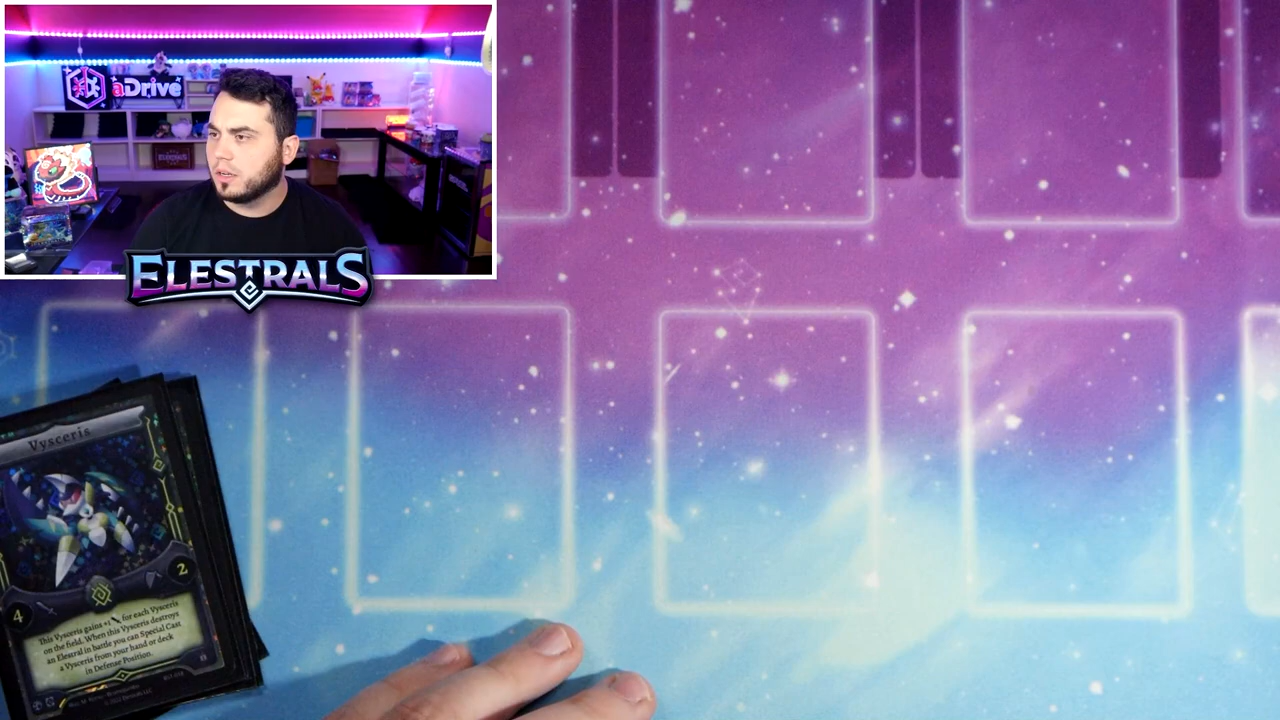 aDrive
ELESTRALS
Vysceris
2
4
This Vysceris gains +1 for each Vysceris
on the field. When this Vysceris destroys
an Elestral in battle you can Special Cast
a Vysceris from your hand or deck
in Defense Position.